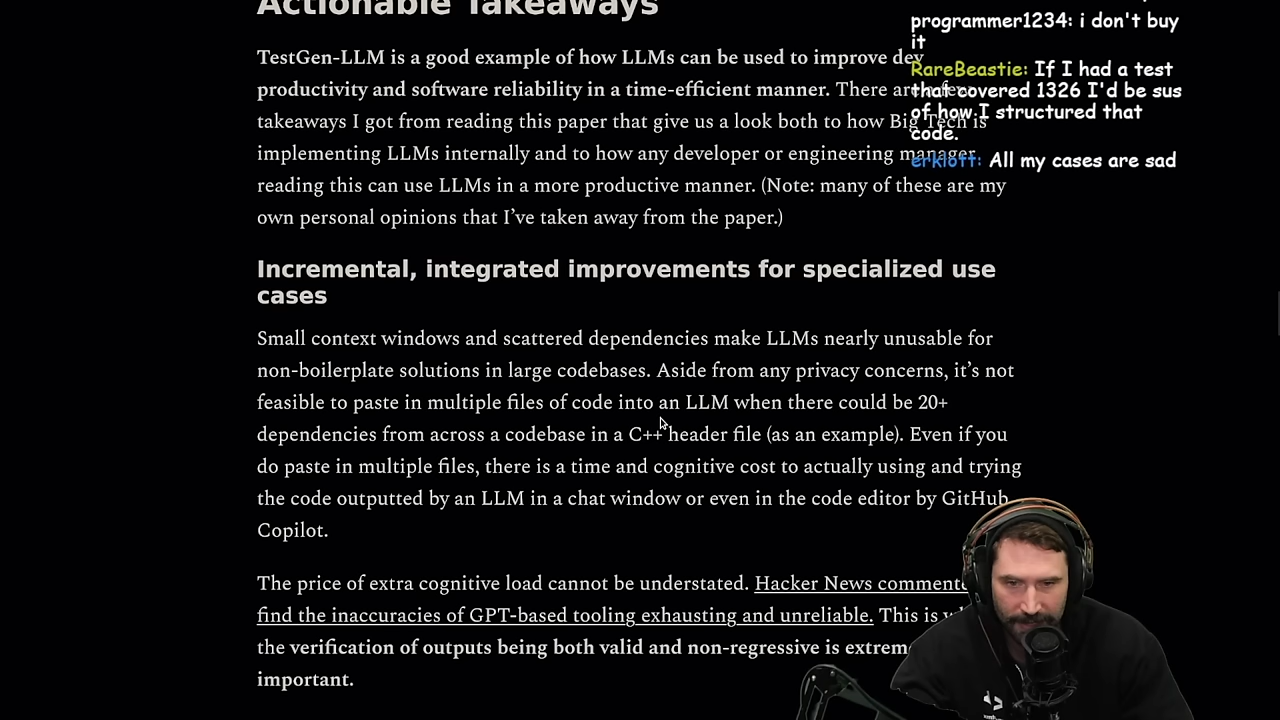 Actionable Takeaways
TestGen-LLM is a good example of how LLMs can be used to improve dev
productivity and software reliability in a time-efficient manner. There are a few
takeaways I got from reading this paper that give us a look both to how Big Tech is
implementing LLMs internally and to how any developer or engineering manager
reading this can use LLMs in a more productive manner. (Note: many of these are my
own personal opinions that I’ve taken away from the paper.)
Incremental, integrated improvements for specialized use
cases
Small context windows and scattered dependencies make LLMs nearly unusable for
non-boilerplate solutions in large codebases. Aside from any privacy concerns, it’s not
feasible to paste in multiple files of code into an LLM when there could be 20+
dependencies from across a codebase in a C++ header file (as an example). Even if you
do paste in multiple files, there is a time and cognitive cost to actually using and trying
the code outputted by an LLM in a chat window or even in the code editor by GitHub
Copilot.
The price of extra cognitive load cannot be understated. Hacker News
find the inaccuracies of GPT-based tooling exhausting and unreliable. This is
the verification of outputs being both valid and non-regressive is
important.
programmer1234: i don't buy
it
RareBeastie: If I had a test
that covered 1326 I'd be sus
of how I structured that
code.
erklott: All my cases are sad